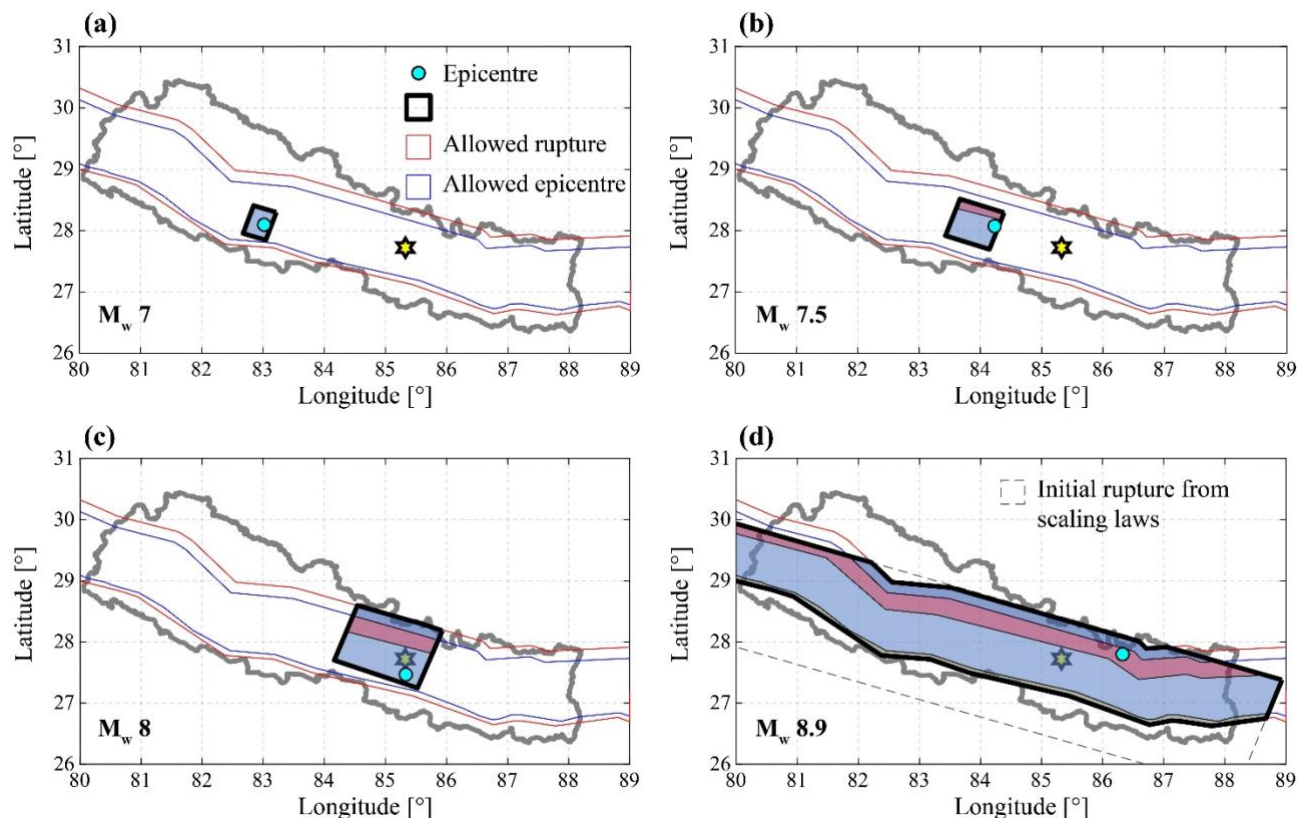 (a)
31
30
29
28
27
26
Latitude [°]
Epicentre
Allowed rupture
Allowed epicentre
M_w 7
80 81 82 83 84 85 86 87 88 89
Longitude [°]
(b)
31
30
29
28
27
26
Latitude [°]
M_w 7.5
80 81 82 83 84 85 86 87 88 89
Longitude [°]
(c)
31
30
29
28
27
26
Latitude [°]
M_w 8
80 81 82 83 84 85 86 87 88 89
Longitude [°]
(d)
31
30
29
28
27
26
Latitude [°]
Initial rupture from
scaling laws
M_w 8.9
80 81 82 83 84 85 86 87 88 89
Longitude [°]